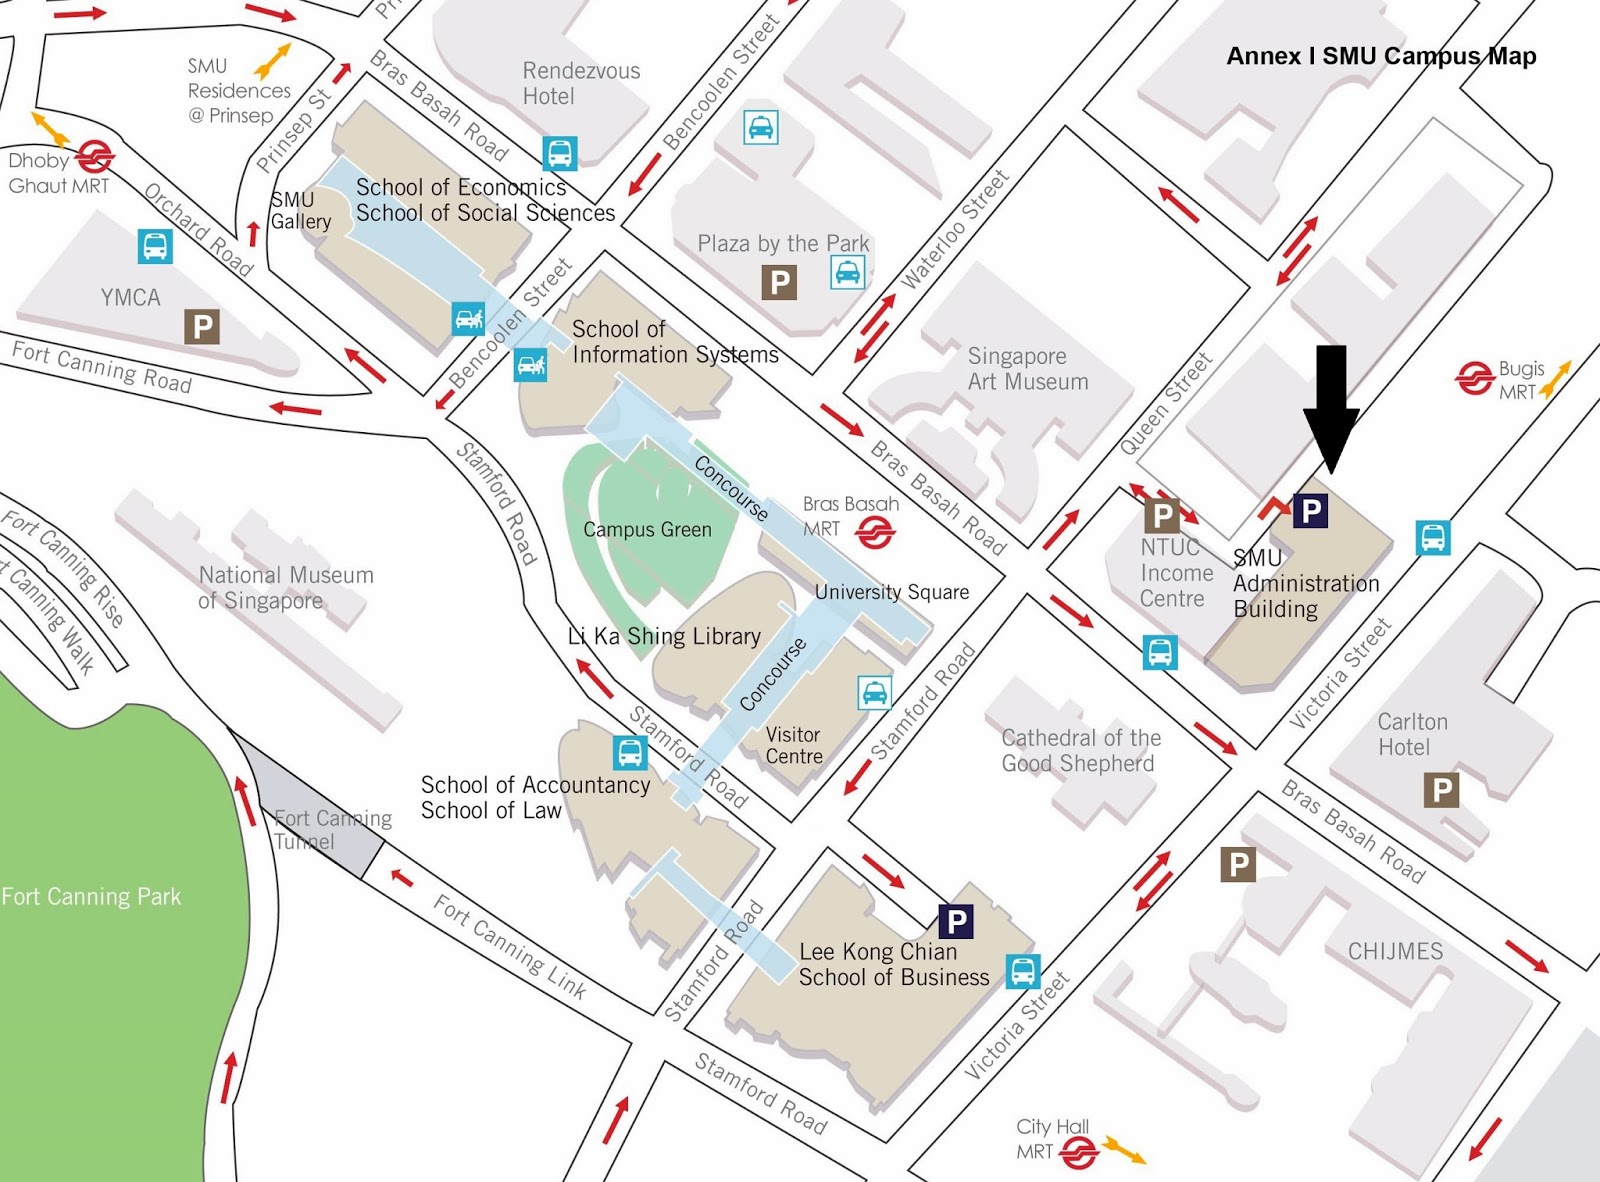 Annex I SMU Campus Map
SMU
Residences
@ Prinsep
Bras Basah Road
Rendezvous
Hotel
Bencoolen Street
Prinsep St
Dhoby
Ghaut MRT
Orchard Road
SMU
Gallery
School of Economics
School of Social Sciences
Plaza by the Park
P
Waterloo Street
YMCA
P
Fort Canning Road
Bencoolen Street
School of
Information Systems
Singapore
Art Museum
Queen Street
Bugis
MRT
Stamford Road
Concourse
Bras Basah Road
Campus Green
Bras Basah
MRT
P
NTUC
Income
Centre
P
SMU
Administration
Building
Fort Canning Rise
Canning Walk
National Museum
of Singapore
University Square
Li Ka Shing Library
Concourse
Stamford Road
Victoria Street
Visitor
Centre
Stamford Road
Cathedral of the
Good Shepherd
Carlton
Hotel
P
School of Accountancy
School of Law
Fort Canning
Tunnel
Bras Basah Road
P
Fort Canning Park
Fort Canning Link
Stamford Road
P
Lee Kong Chian
School of Business
CHIJMES
Victoria Street
Stamford Road
City Hall
MRT